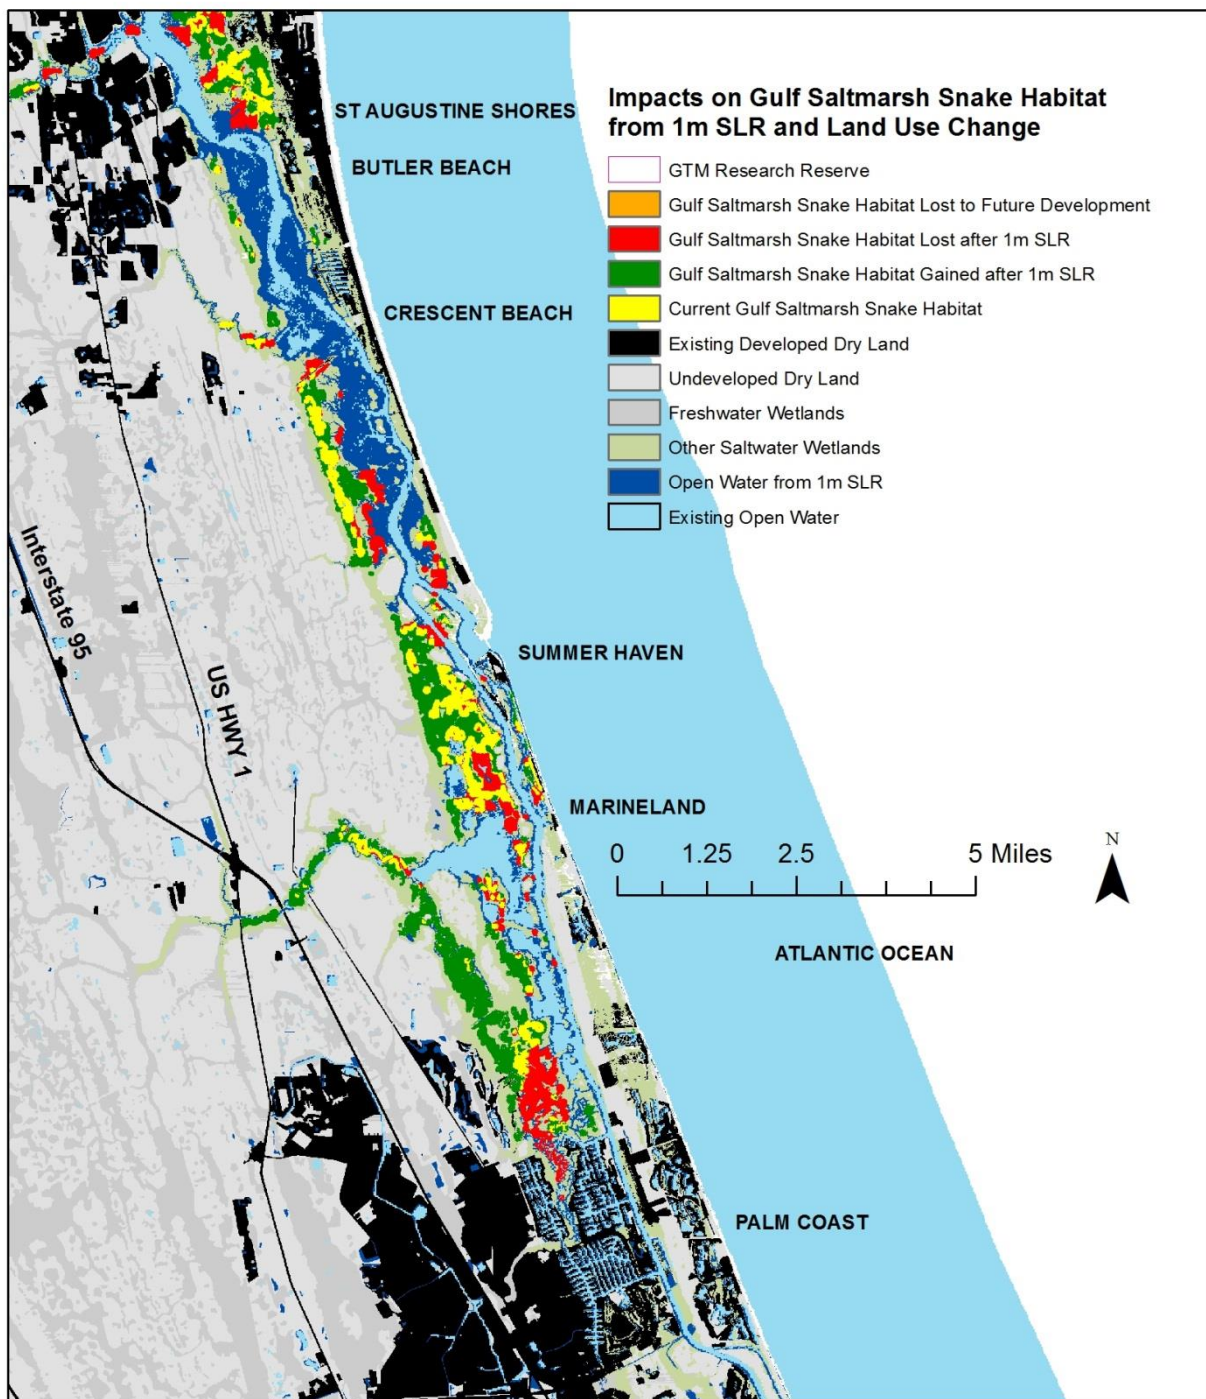 Impacts on Gulf Saltmarsh Snake Habitat
from 1m SLR and Land Use Change
GTM Research Reserve
Gulf Saltmarsh Snake Habitat Lost to Future Development
Gulf Saltmarsh Snake Habitat Lost after 1m SLR
Gulf Saltmarsh Snake Habitat Gained after 1m SLR
Current Gulf Saltmarsh Snake Habitat
Existing Developed Dry Land
Undeveloped Dry Land
Freshwater Wetlands
Other Saltwater Wetlands
Open Water from 1m SLR
Existing Open Water
ST AUGUSTINE SHORES
BUTLER BEACH
CRESCENT BEACH
Interstate 95
US HWY 1
SUMMER HAVEN
MARINELAND
0 1.25 2.5 5 Miles
N
ATLANTIC OCEAN
PALM COAST